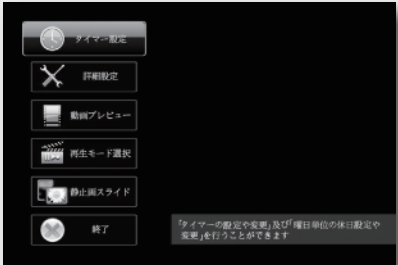 タイマー設定
詳細設定
動画プレビュー
再生モード選択
静止画スライド
終了
「タイマーの設定や変更」及び「曜日単位の休日設定や
変更」を行うことができます